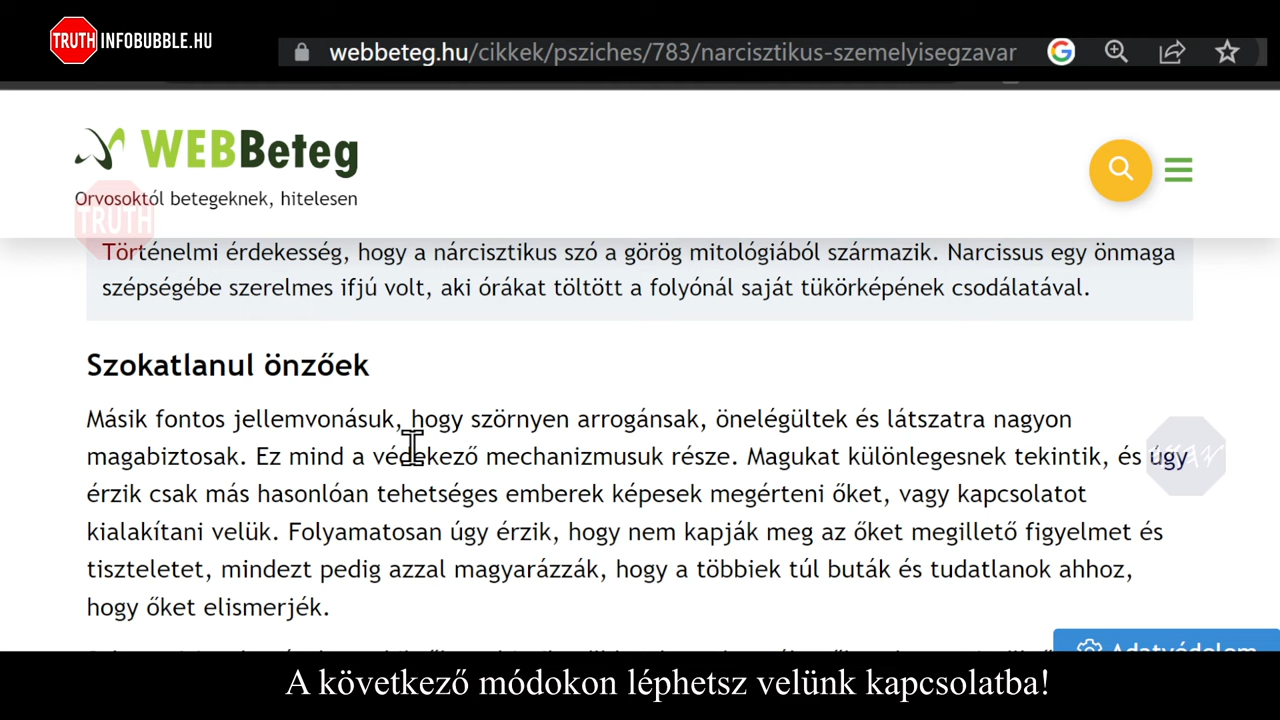 TRUTH INFOBUBBLE.HU
webbeteg.hu/cikkek/psziches/783/narcisztikus-szemelyisegzavar
WEBBeteg
Orvosoktól betegeknek, hitelesen
TRUTH
Történelmi érdekesség, hogy a nárcisztikus szó a görög mitológiából származik. Narcissus egy önmaga
szépségébe szerelmes ifjú volt, aki órákat töltött a folyónál saját tükörképének csodálatával.
Szokatlanul önzőek
Másik fontos jellemvonásuk, hogy szörnyen arrogánsak, önelégültek és látszatra nagyon
magabiztosak. Ez mind a védekező mechanizmusuk része. Magukat különlegesnek tekintik, és úgy
érzik csak más hasonlóan tehetséges emberek képesek megérteni őket, vagy kapcsolatot
kialakítani velük. Folyamatosan úgy érzik, hogy nem kapják meg az őket megillető figyelmet és
tiszteletet, mindezt pedig azzal magyarázzák, hogy a többiek túl buták és tudatlanok ahhoz,
hogy őket elismerjék.
Adatvédelem
A következő módokon léphetsz velünk kapcsolatba!